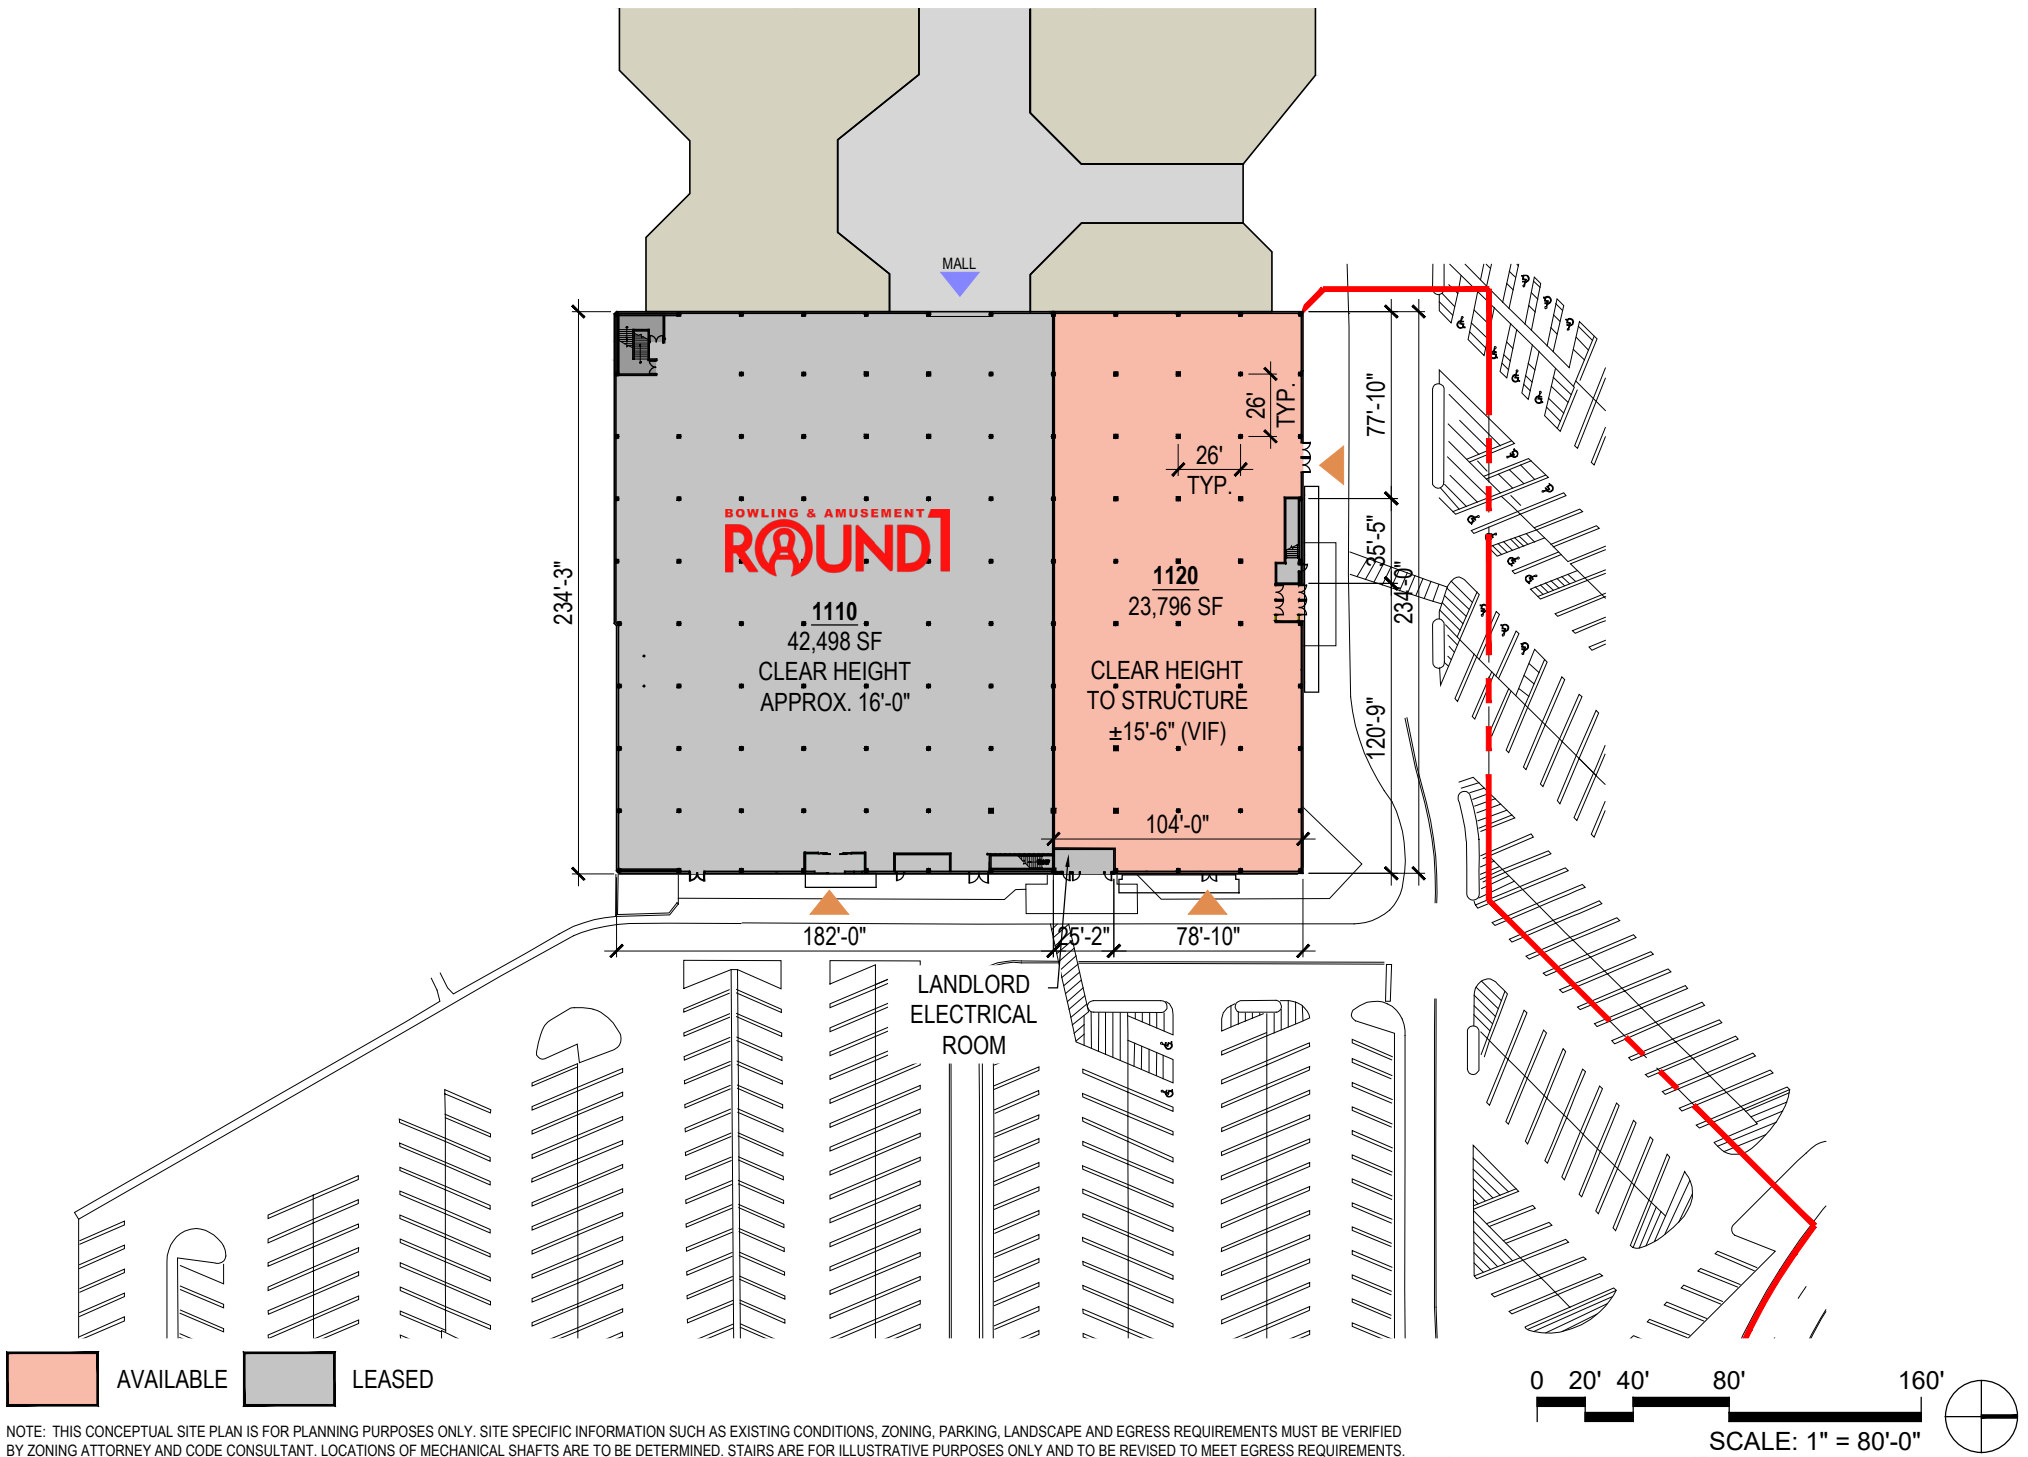 MALL
77'-10"
26'
TYP.
26'
TYP.
BOWLING & AMUSEMENT
ROUND1
35'-5"
234'-3"
234'-0"
1120
23,796 SF
1110
42,498 SF
CLEAR HEIGHT
APPROX. 16'-0"
CLEAR HEIGHT
TO STRUCTURE
±15'-6" (VIF)
120'-9"
104'-0"
182'-0"
25'-2"
78'-10"
LANDLORD
ELECTRICAL
ROOM
AVAILABLE
LEASED
0 20' 40' 80' 160'
SCALE: 1" = 80'-0"
NOTE: THIS CONCEPTUAL SITE PLAN IS FOR PLANNING PURPOSES ONLY. SITE SPECIFIC INFORMATION SUCH AS EXISTING CONDITIONS, ZONING, PARKING, LANDSCAPE AND EGRESS REQUIREMENTS MUST BE VERIFIED
BY ZONING ATTORNEY AND CODE CONSULTANT. LOCATIONS OF MECHANICAL SHAFTS ARE TO BE DETERMINED. STAIRS ARE FOR ILLUSTRATIVE PURPOSES ONLY AND TO BE REVISED TO MEET EGRESS REQUIREMENTS.